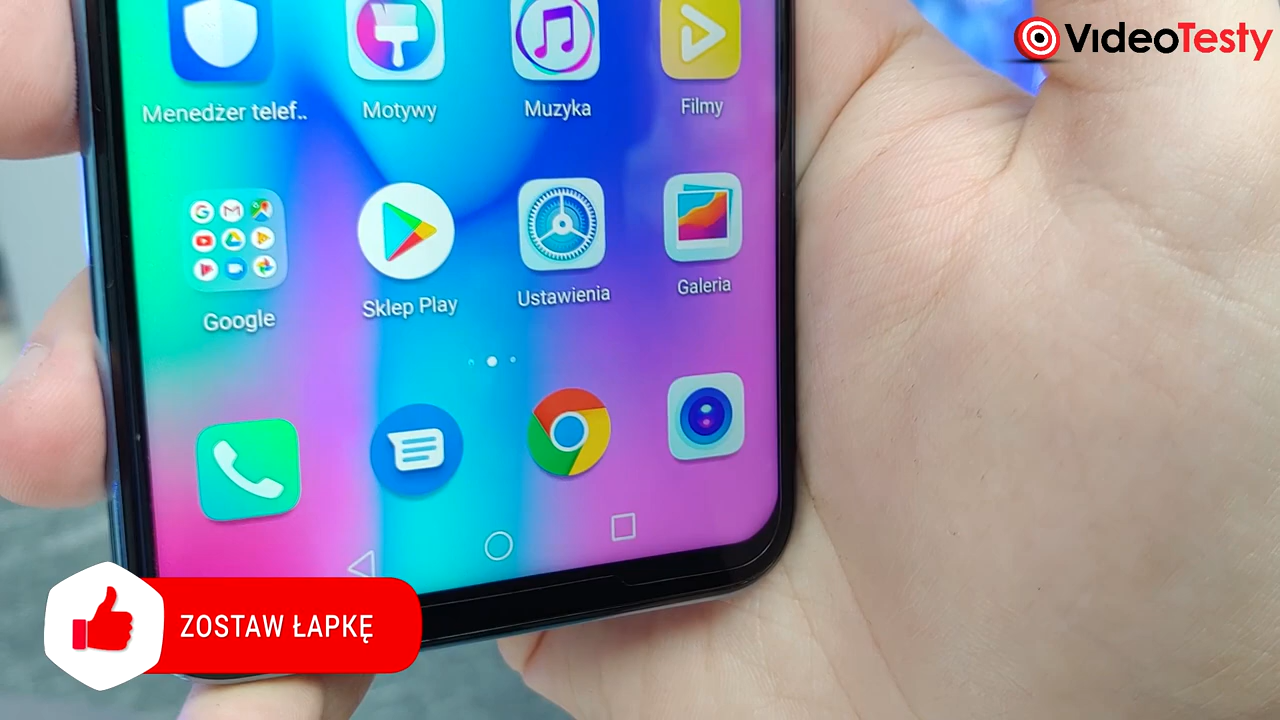 VideoTesty
Menedżer telef..
Motywy
Muzyka
Filmy
Google
Sklep Play
Ustawienia
Galeria
ZOSTAW ŁAPKĘ